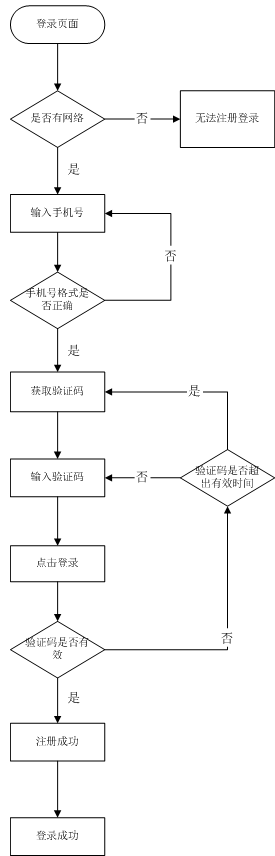 登录页面
是否有网络
否
无法注册登录
是
输入手机号
否
手机号格式是
否正确
是
获取验证码
是
验证码是否超
出有效时间
输入验证码
否
点击登录
验证码是否有
效
否
是
注册成功
登录成功